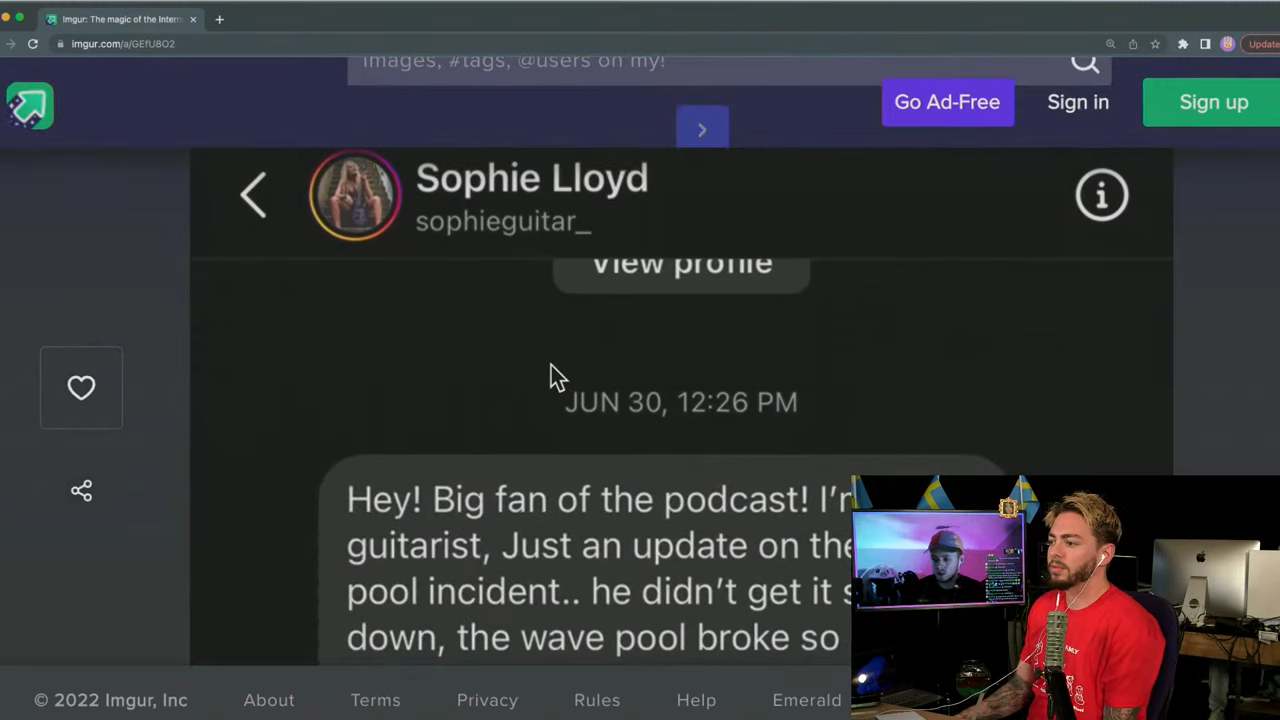 Imgur: The magic of the Intern
imgur.com/a/GEfU8O2
Update
Images, #tags, @users oh my!
Go Ad-Free
Sign in
Sign up
Sophie Lloyd
sophieguitar_
View profile
JUN 30, 12:26 PM
Hey! Big fan of the podcast! I'm
guitarist, Just an update on the
pool incident. he didn't get it s
down, the wave pool broke so
© 2022 Imgur, Inc
About
Terms
Privacy
Rules
Help
Emerald